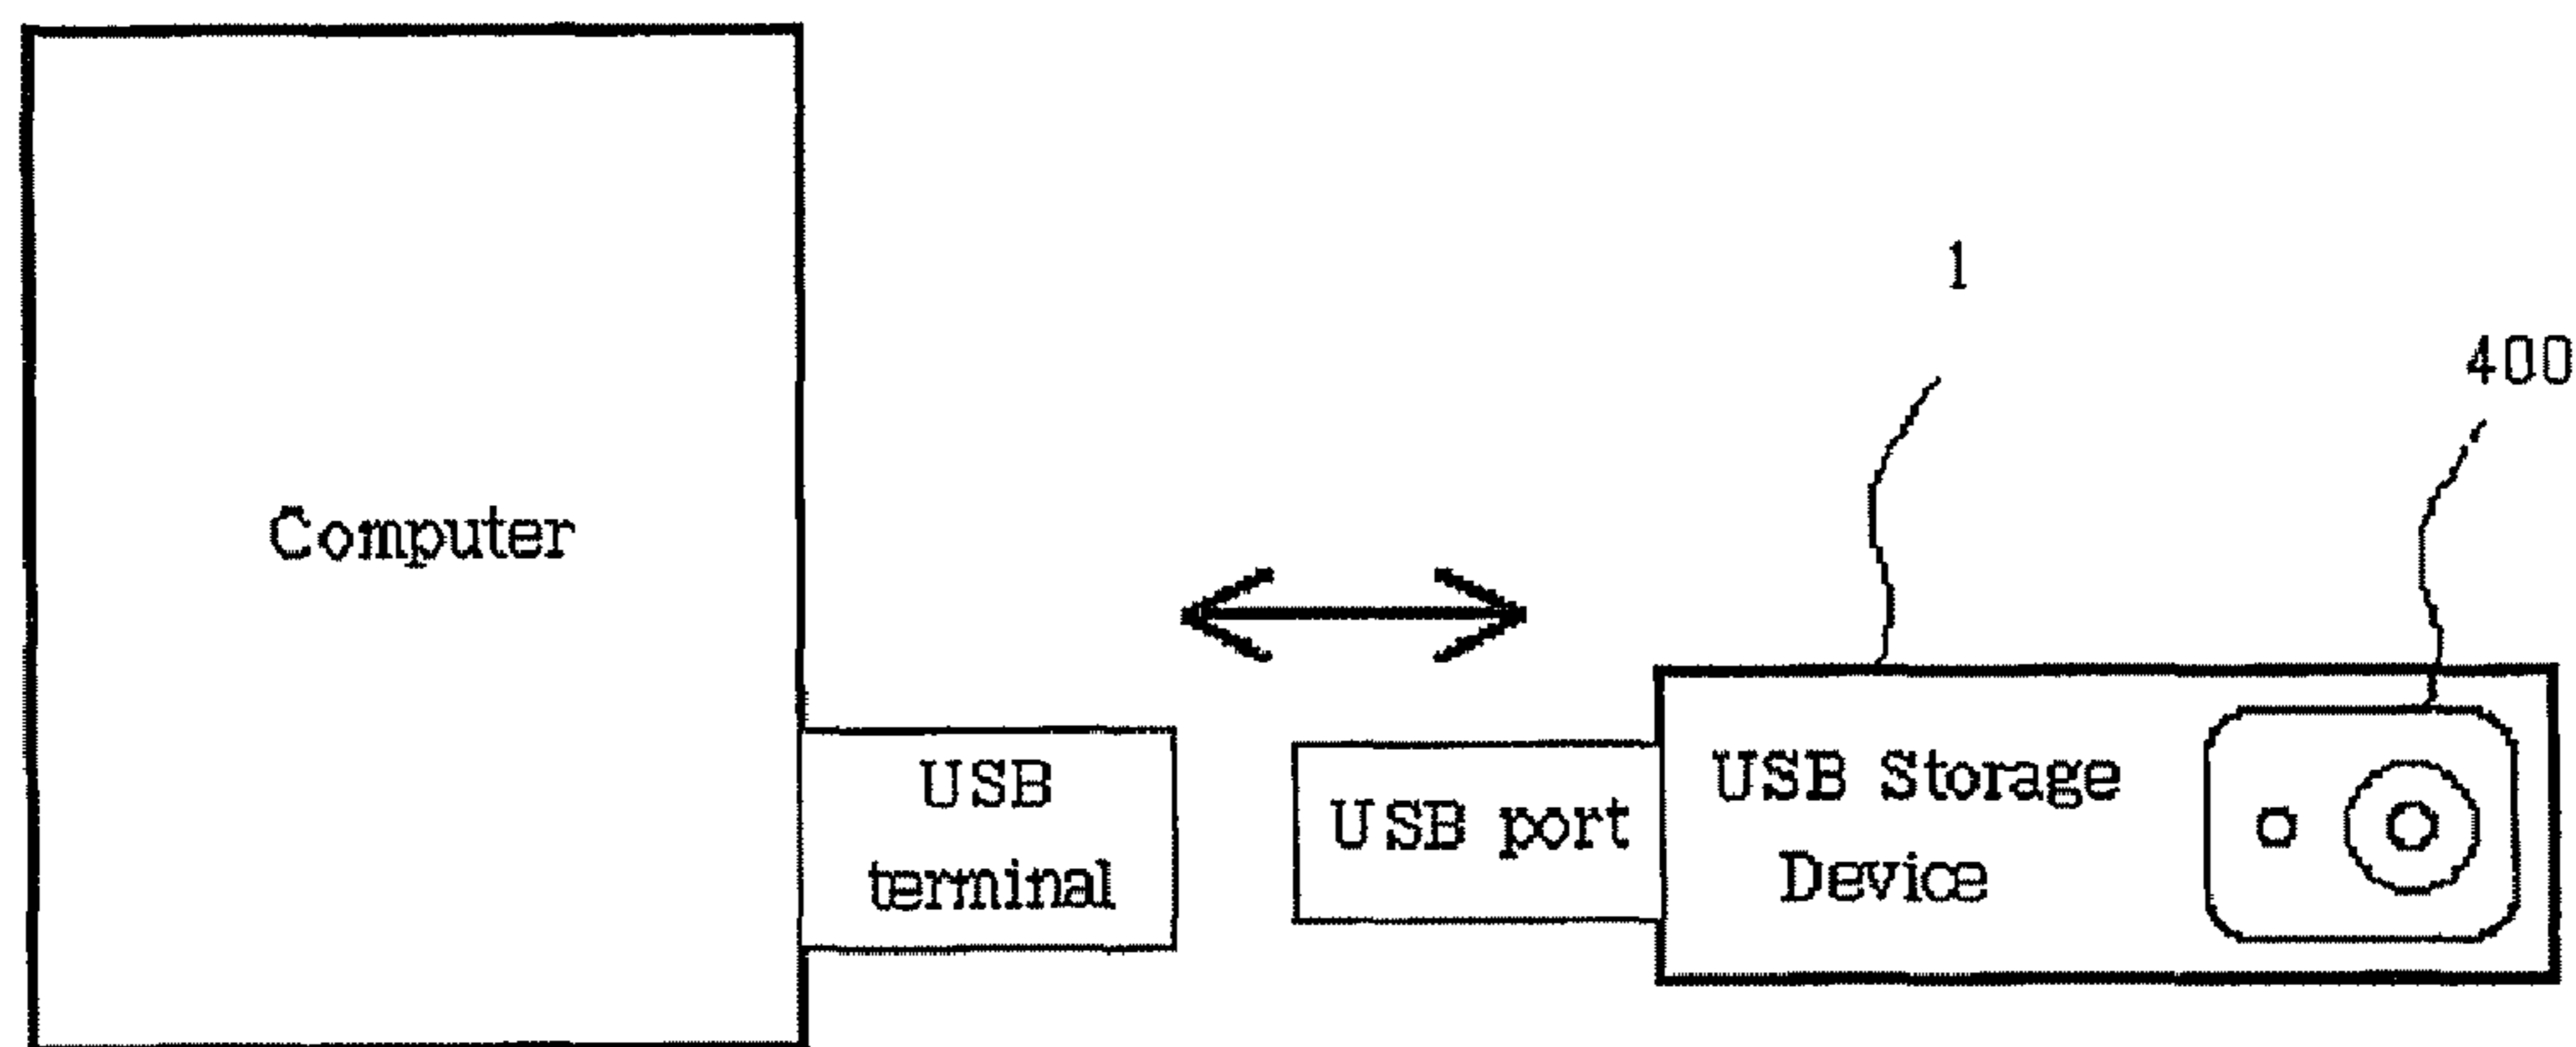 1
400
Computer
USB
terminal
USB port
USB Storage
Device